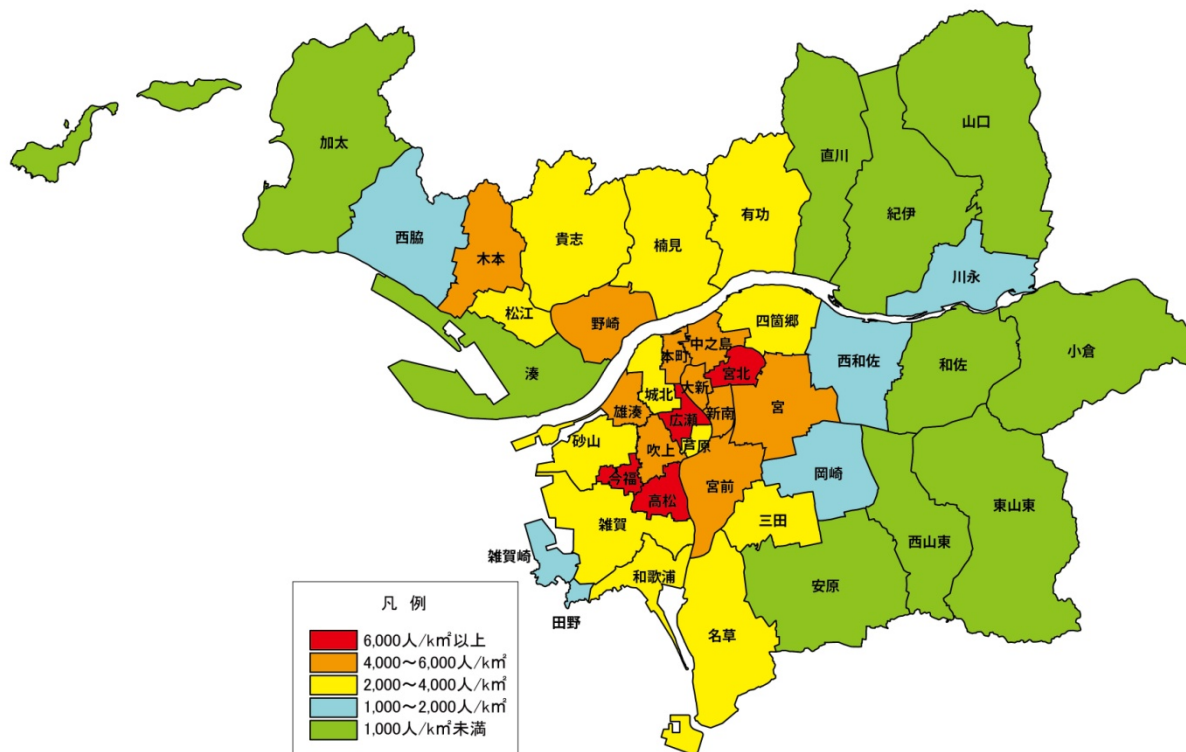 加太
山口
直川
紀伊
有功
貴志
楠見
西脇
木本
川永
松江
野崎
四箇郷
中之島
本町
西和佐
和佐
小倉
湊
宮北
大新
城北
宮
雄湊
広瀬
新南
砂山
芦原
吹上
今福
宮前
岡崎
高松
東山東
雑賀
三田
西山東
雑賀崎
和歌浦
安原
田野
名草
凡 例
6,000人/k㎡以上
4,000～6,000人/k㎡
2,000～4,000人/k㎡
1,000～2,000人/k㎡
1,000人/k㎡未満